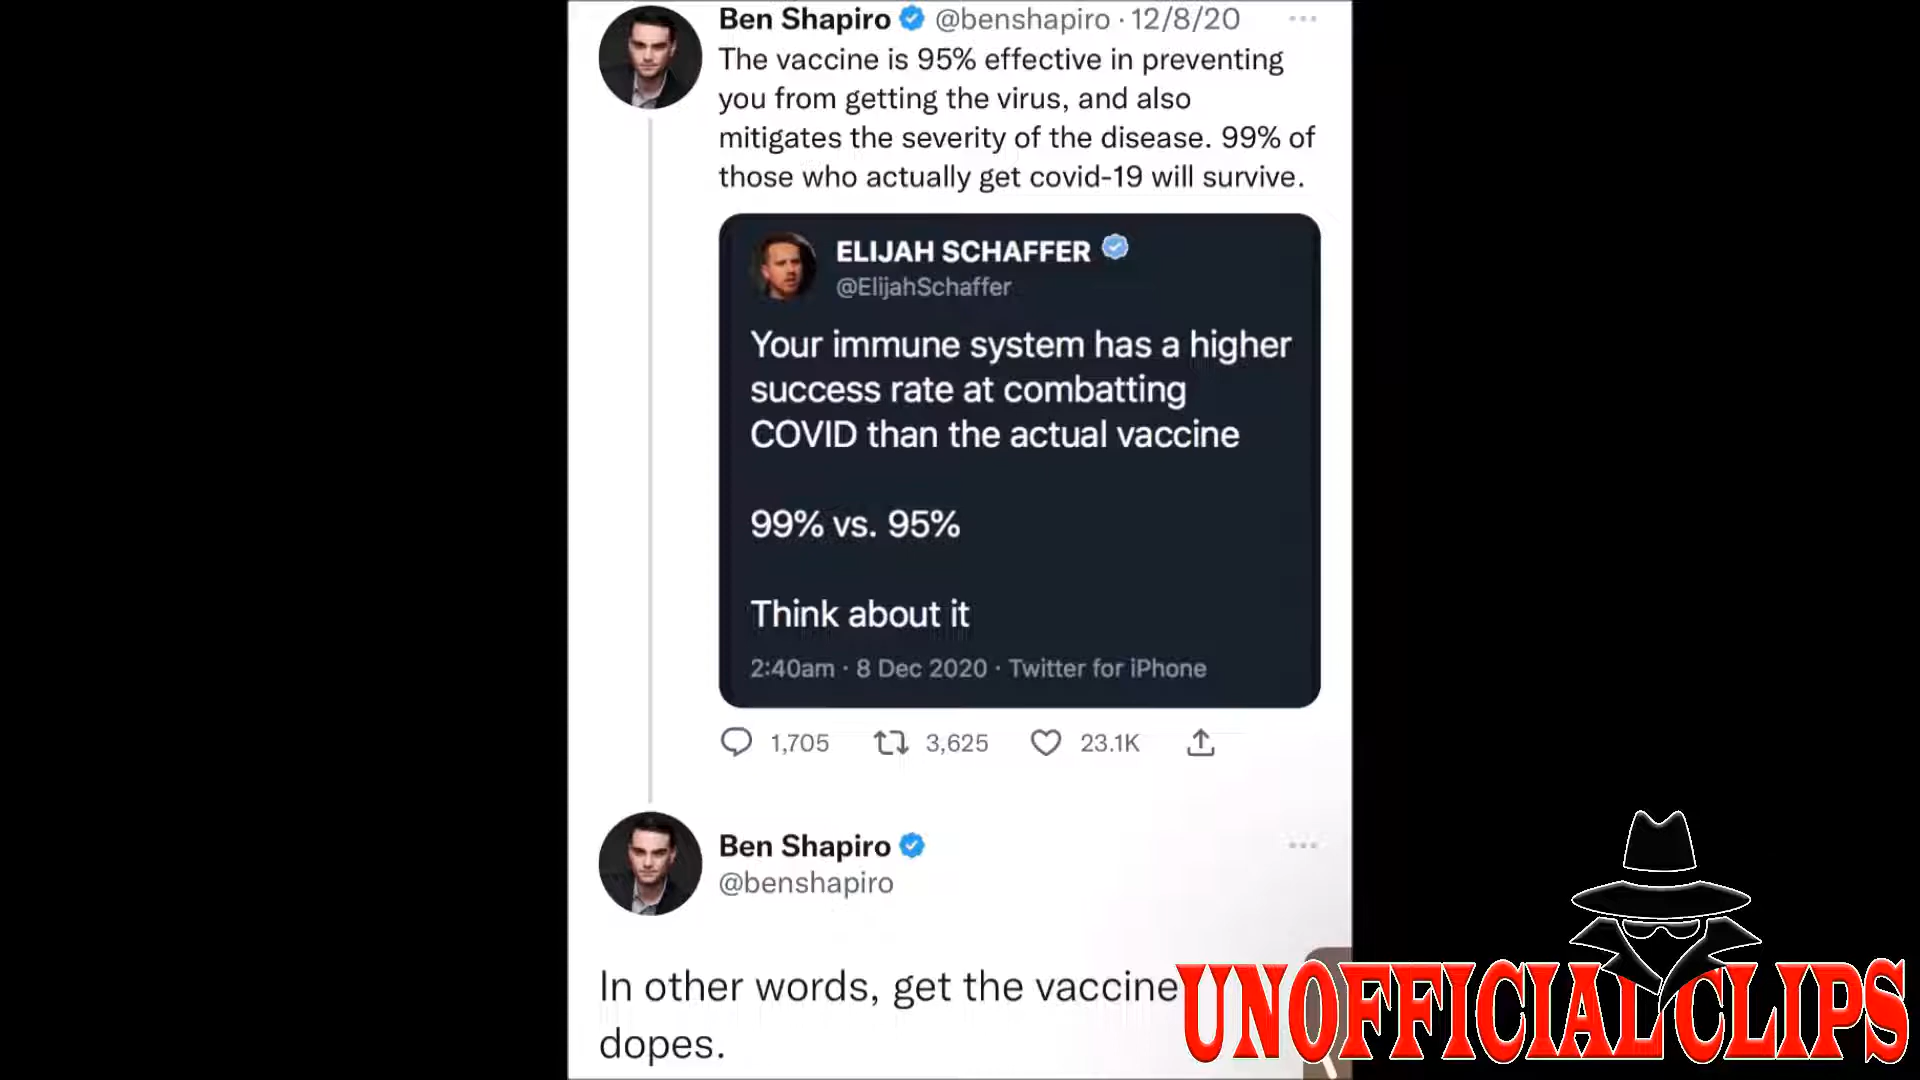 Ben Shapiro @benshapiro · 12/8/20 ...
The vaccine is 95% effective in preventing
you from getting the virus, and also
mitigates the severity of the disease. 99% of
those who actually get covid-19 will survive.
ELIJAH SCHAFFER
@ElijahSchaffer
Your immune system has a higher
success rate at combatting
COVID than the actual vaccine
99% vs. 95%
Think about it
2:40am · 8 Dec 2020 · Twitter for iPhone
1,705 3,625 23.1K
Ben Shapiro ...
@benshapiro
In other words, get the vaccine
dopes.
UNOFFICIAL CLIPS